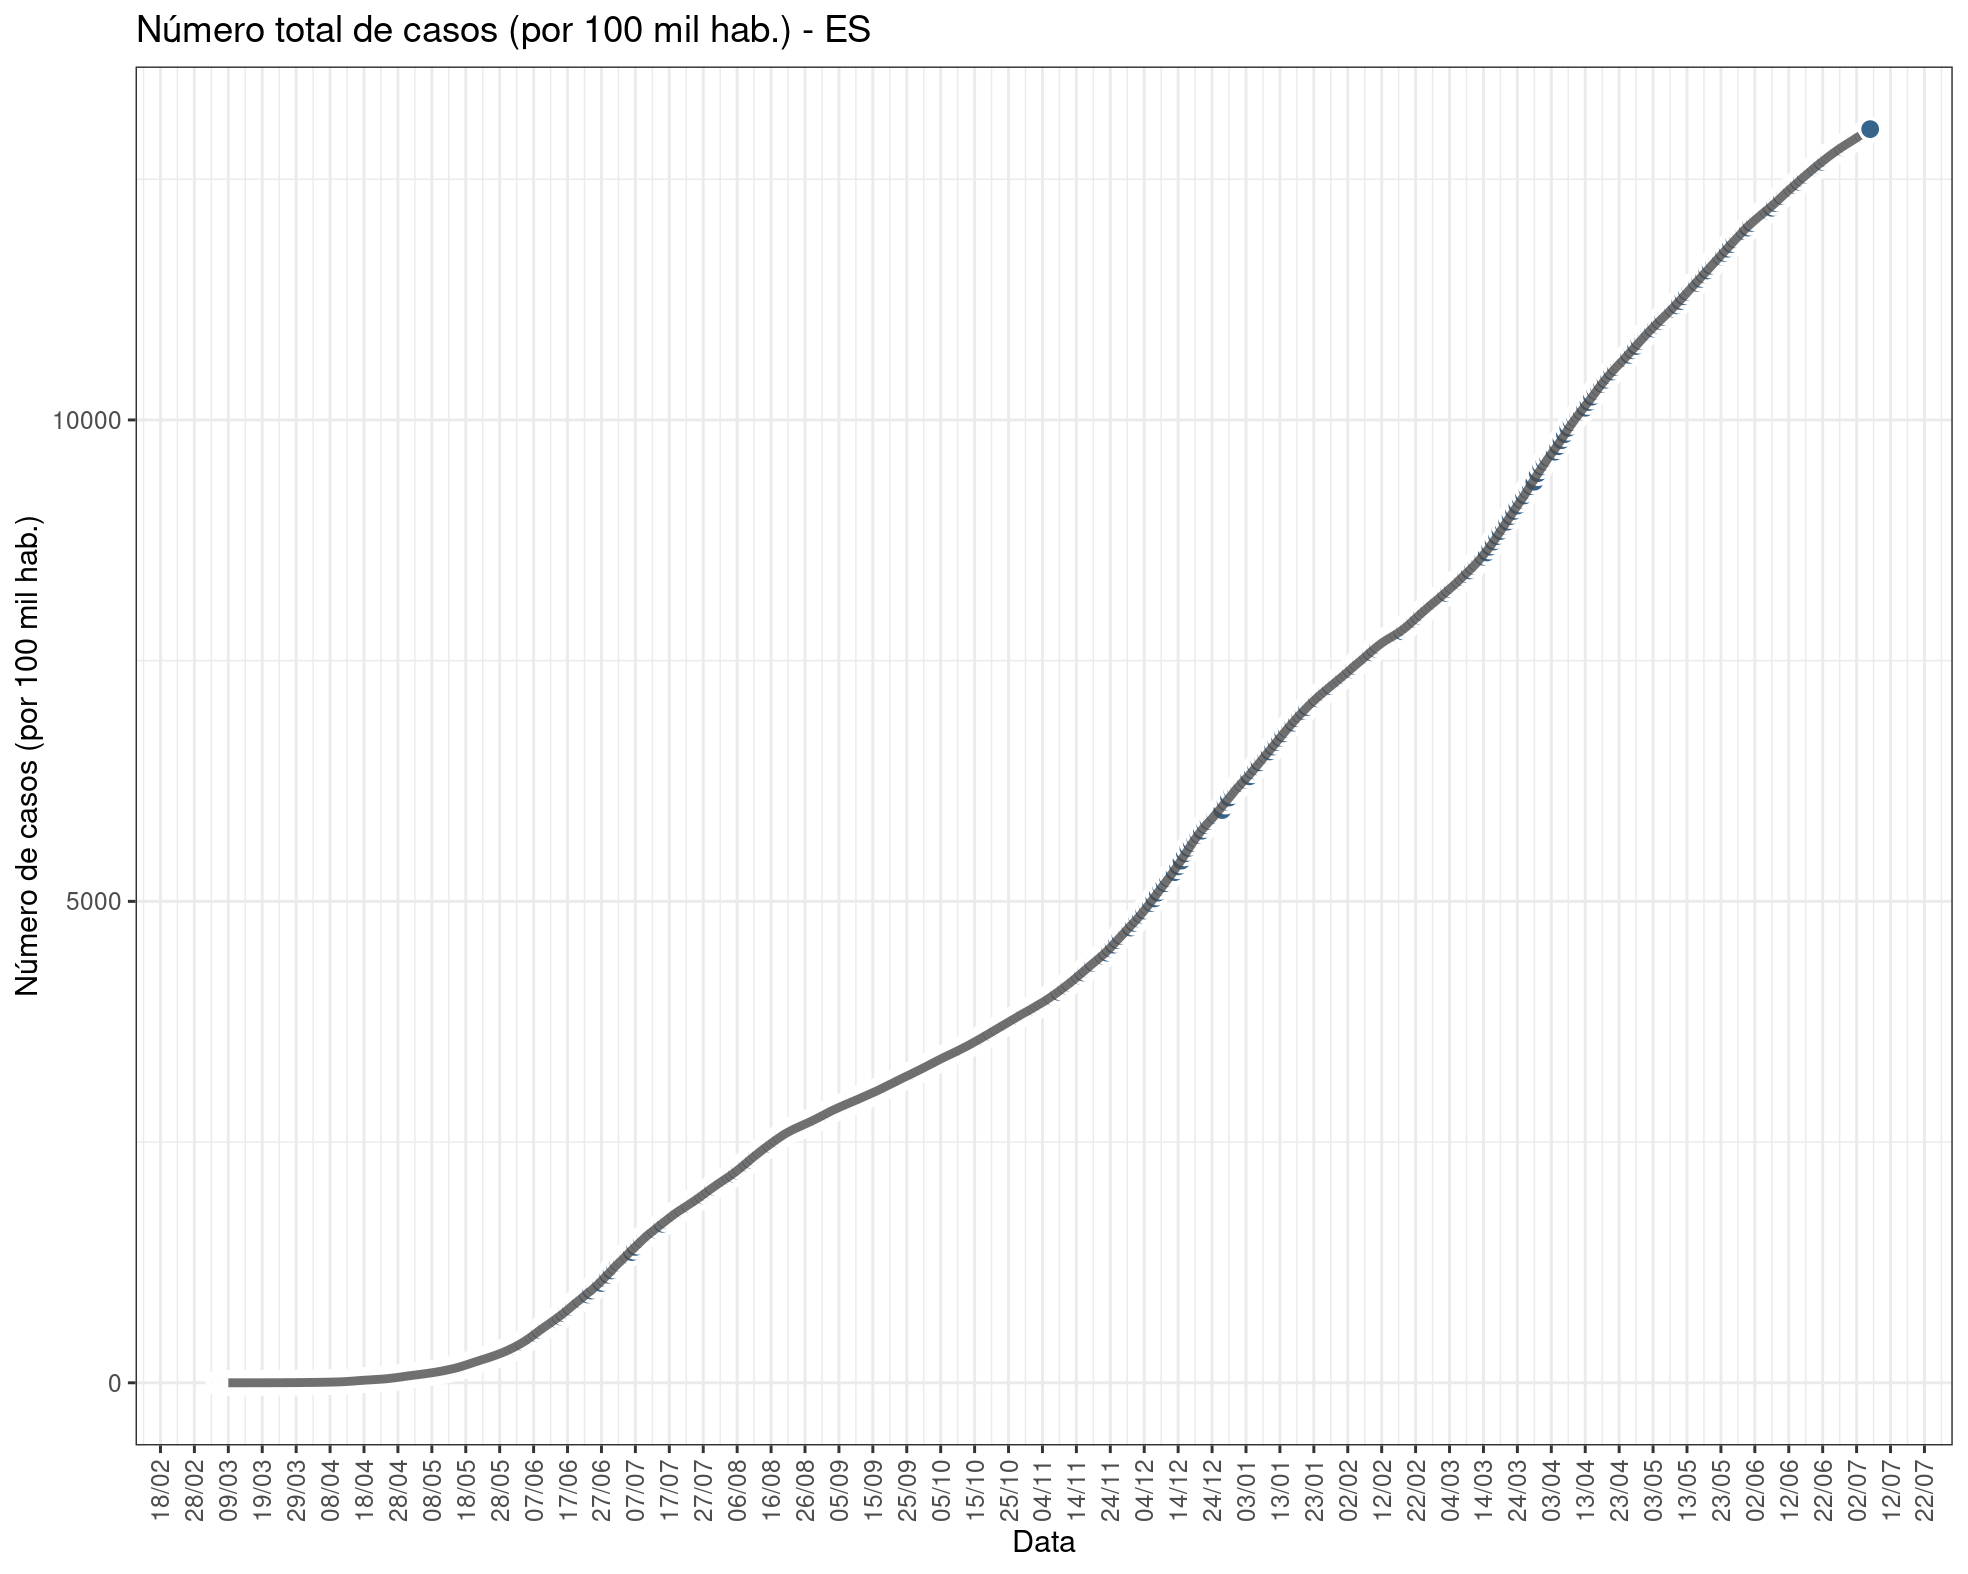 Número total de casos (por 100 mil hab.) - ES
Número de casos (por 100 mil hab.)
10000
5000
0
18/02 28/02 09/03 19/03 29/03 08/04 18/04 28/04 08/05 18/05 28/05 07/06 17/06 27/06 07/07 17/07 27/07 06/08 16/08 26/08 05/09 15/09 25/09 05/10 15/10 25/10 04/11 14/11 24/11 04/12 14/12 24/12 03/01 13/01 23/01 02/02 12/02 22/02 04/03 14/03 24/03 03/04 13/04 23/04 03/05 13/05 23/05 02/06 12/06 22/06 02/07 12/07 22/07
Data